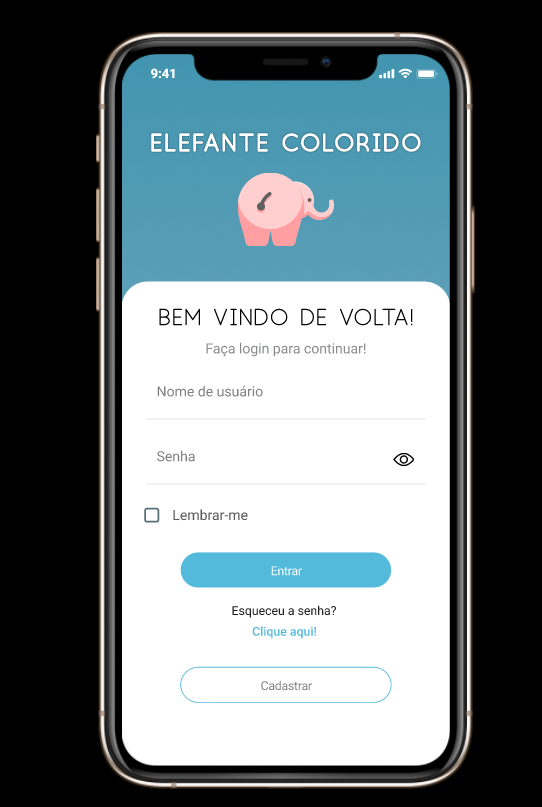 9:41
ELEFANTE COLORIDO
BEM VINDO DE VOLTA!
Faça login para continuar!
Nome de usuário
Senha
Lembrar-me
Entrar
Esqueceu a senha?
Clique aqui!
Cadastrar